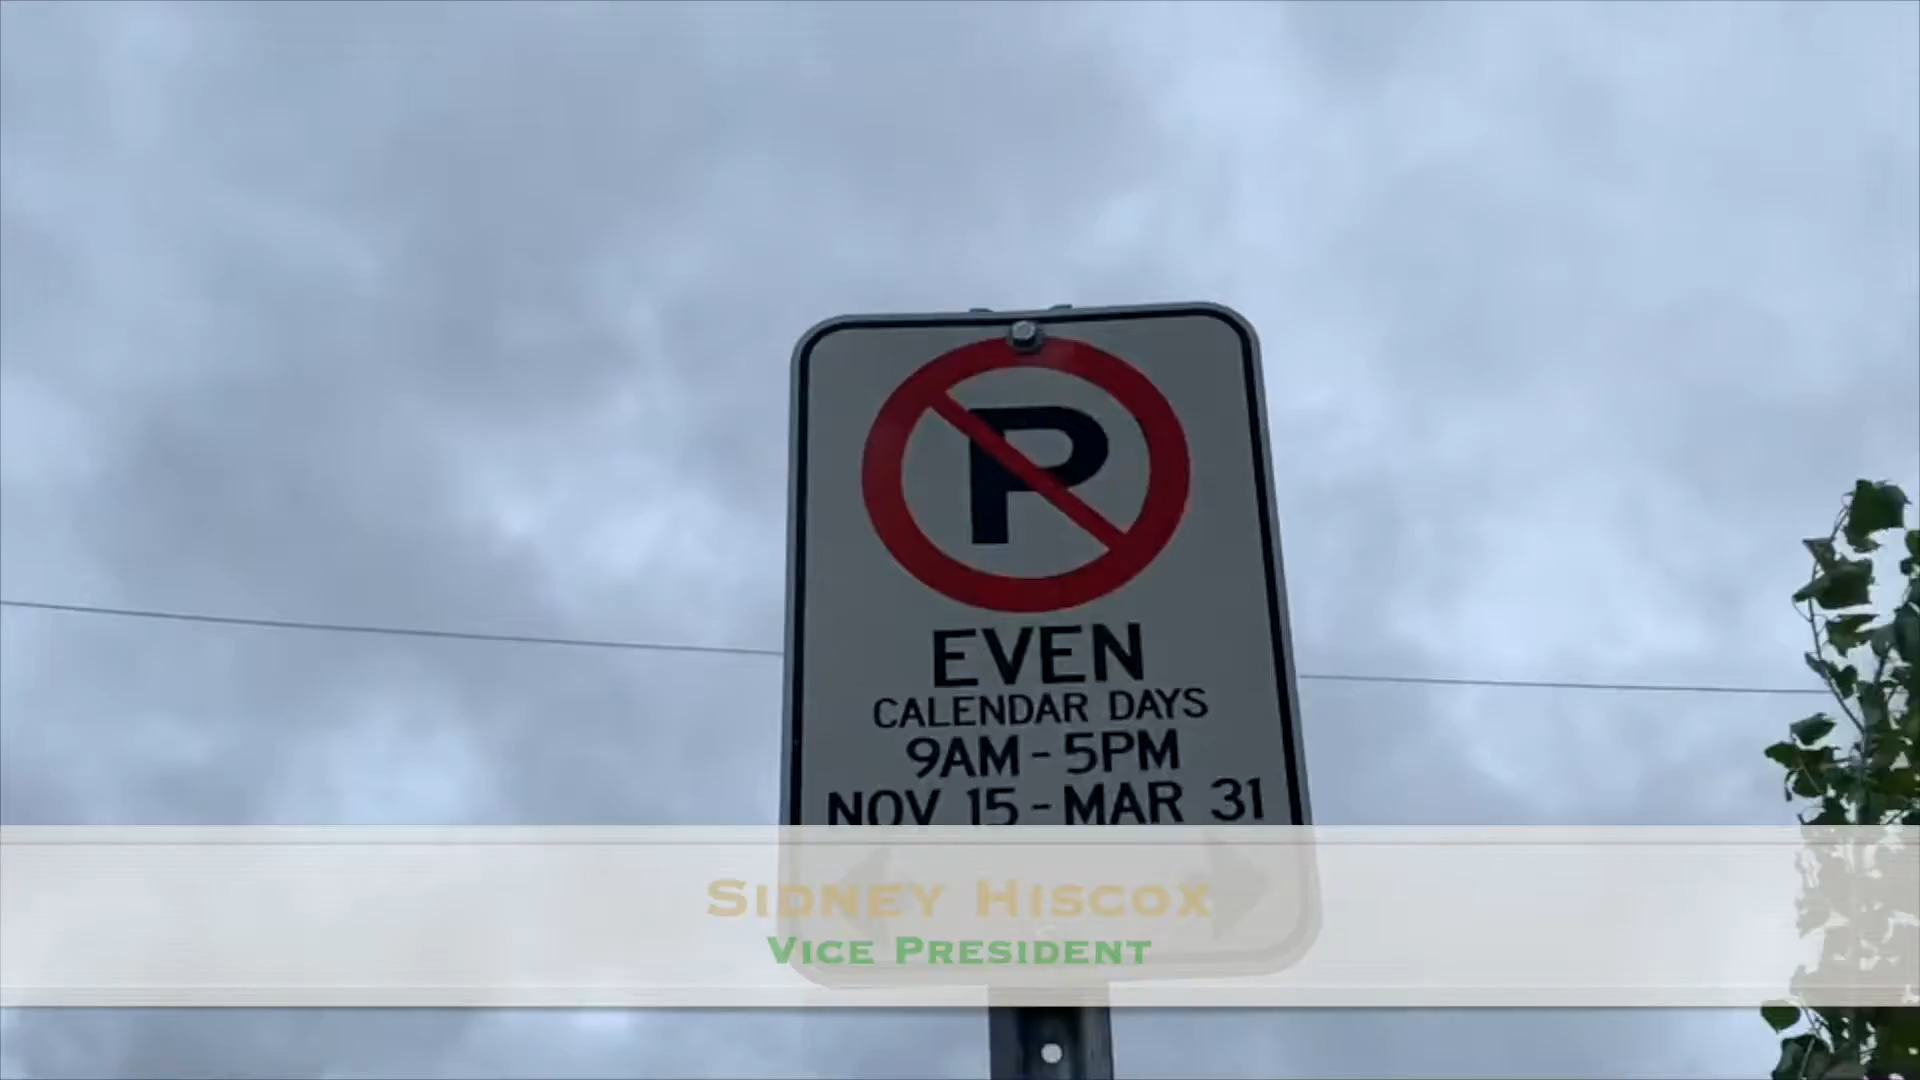 P
EVEN
CALENDAR DAYS
9AM - 5PM
NOV 15 - MAR 31
SIDNEY HISCOX
VICE PRESIDENT